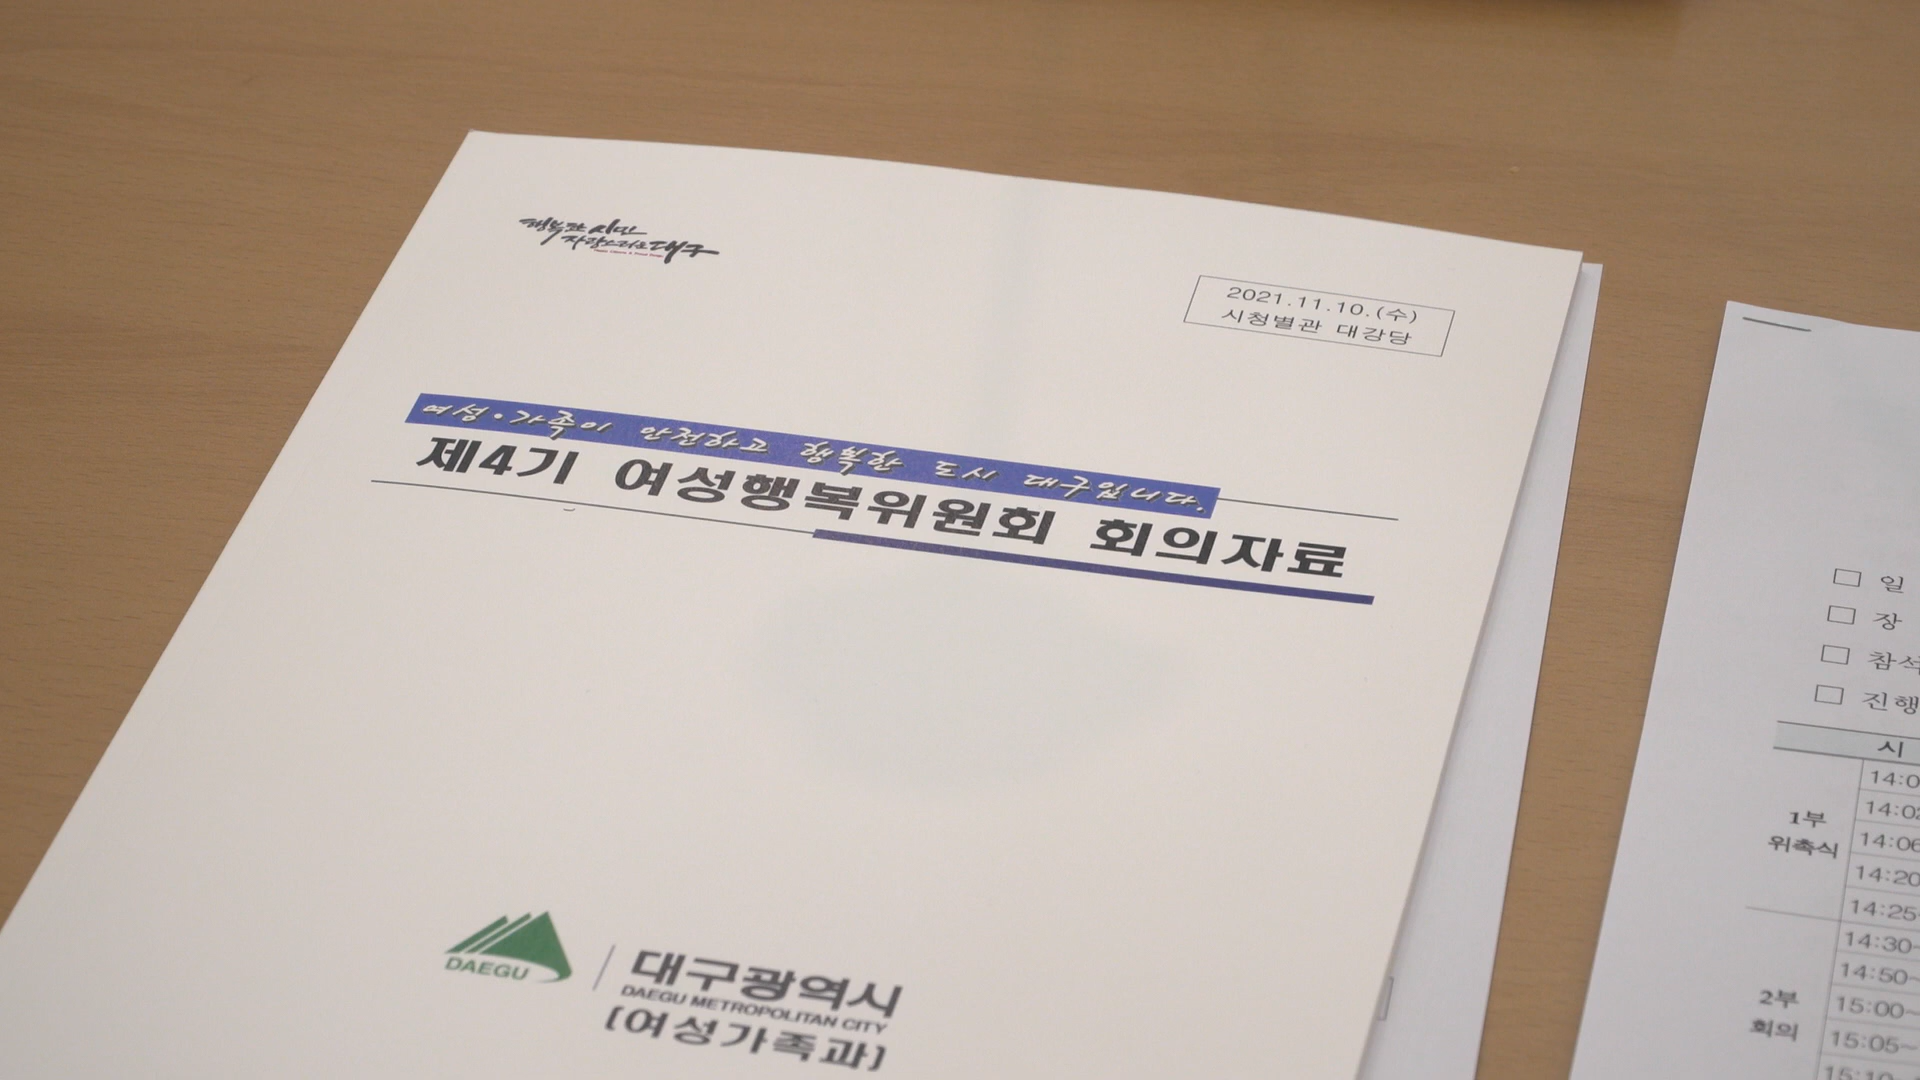 행복한 시민
자랑스러운 대구
2021.11.10.(수)
시청별관 대강당
여성·가족이 안전하고 행복한 도시 대구입니다.
제4기 여성행복위원회 회의자료
DAEGU
대구광역시
DAEGU METROPOLITAN CITY
[여성가족과]
□ 일
□ 장
□ 참석
□ 진행
시
1부
위촉식
14:0
14:02
14:06
14:20
14:25~
2부
회의
14:30~
14:50~
15:00~
15:05~
15:10